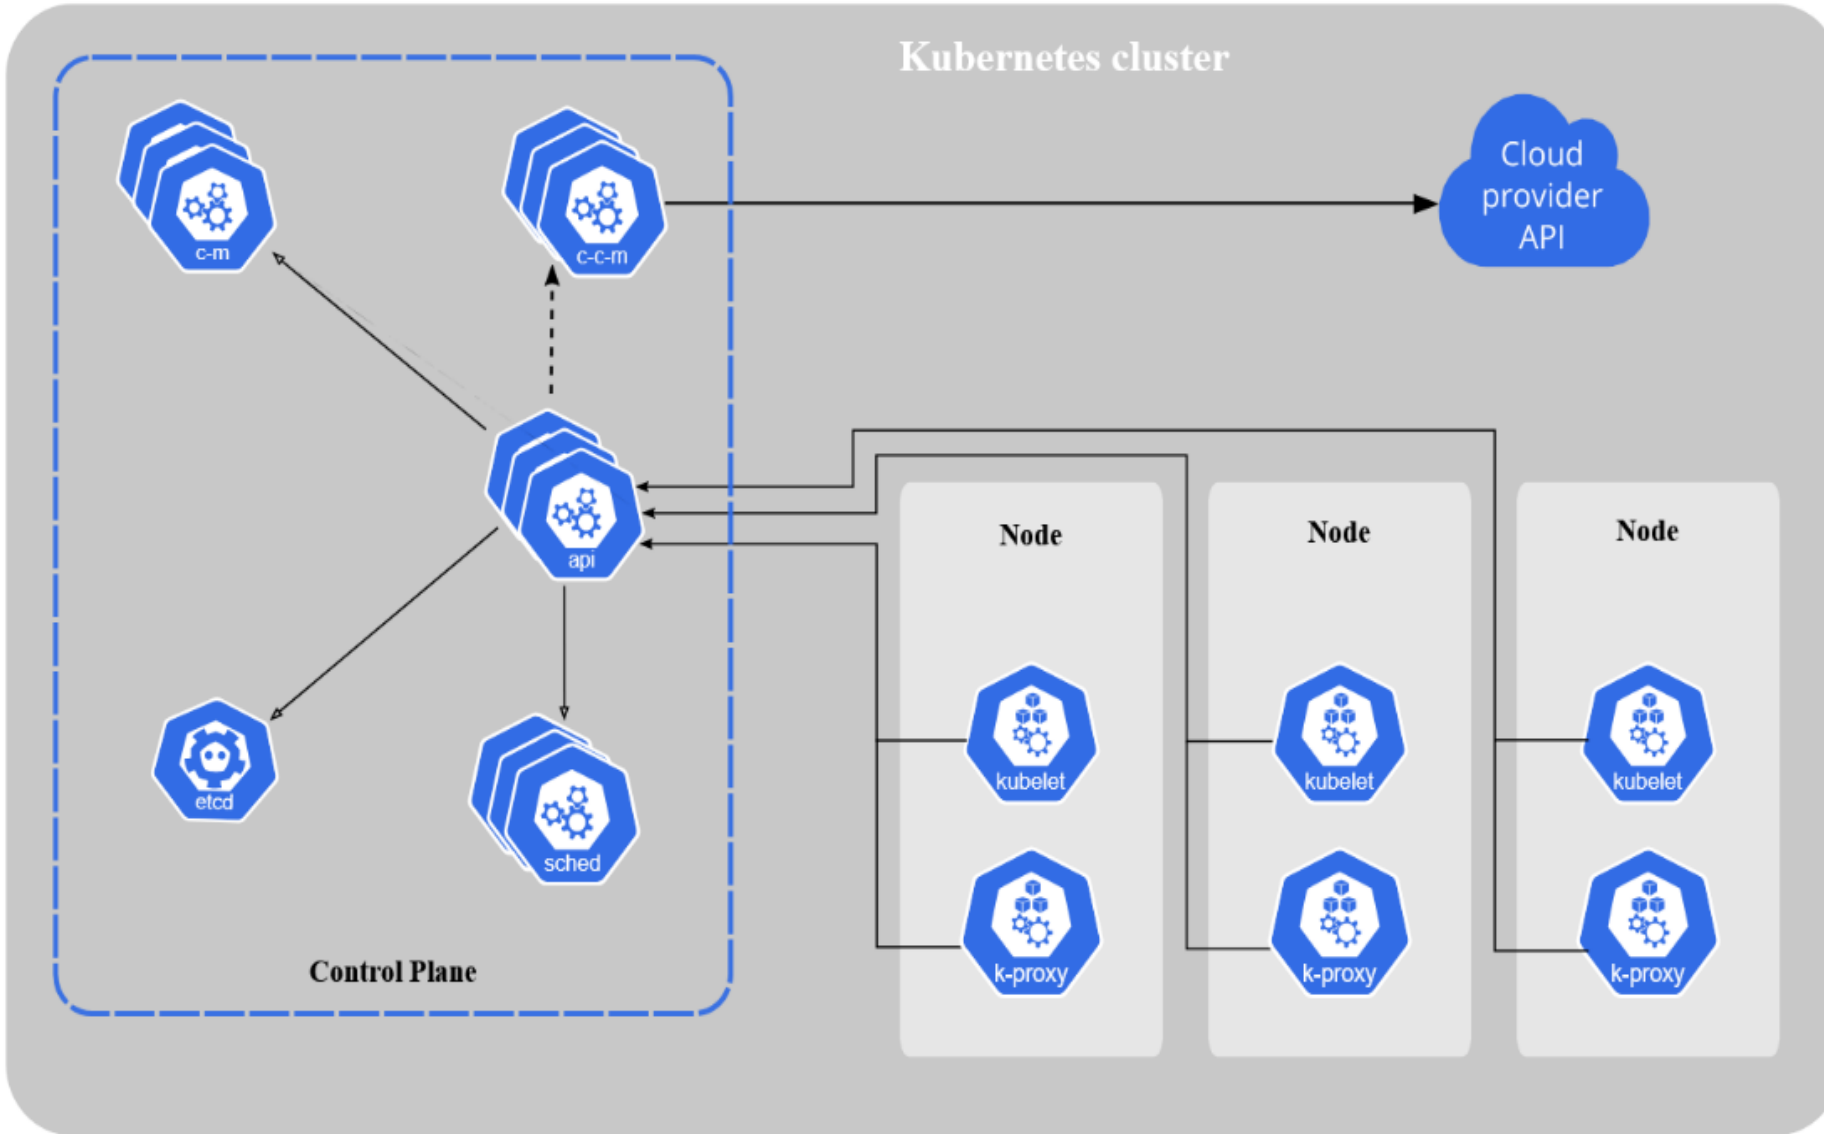 Kubernetes cluster
c-m
c-c-m
Cloud
provider
API
api
Node
Node
Node
etcd
sched
kubelet
kubelet
kubelet
k-proxy
k-proxy
k-proxy
Control Plane